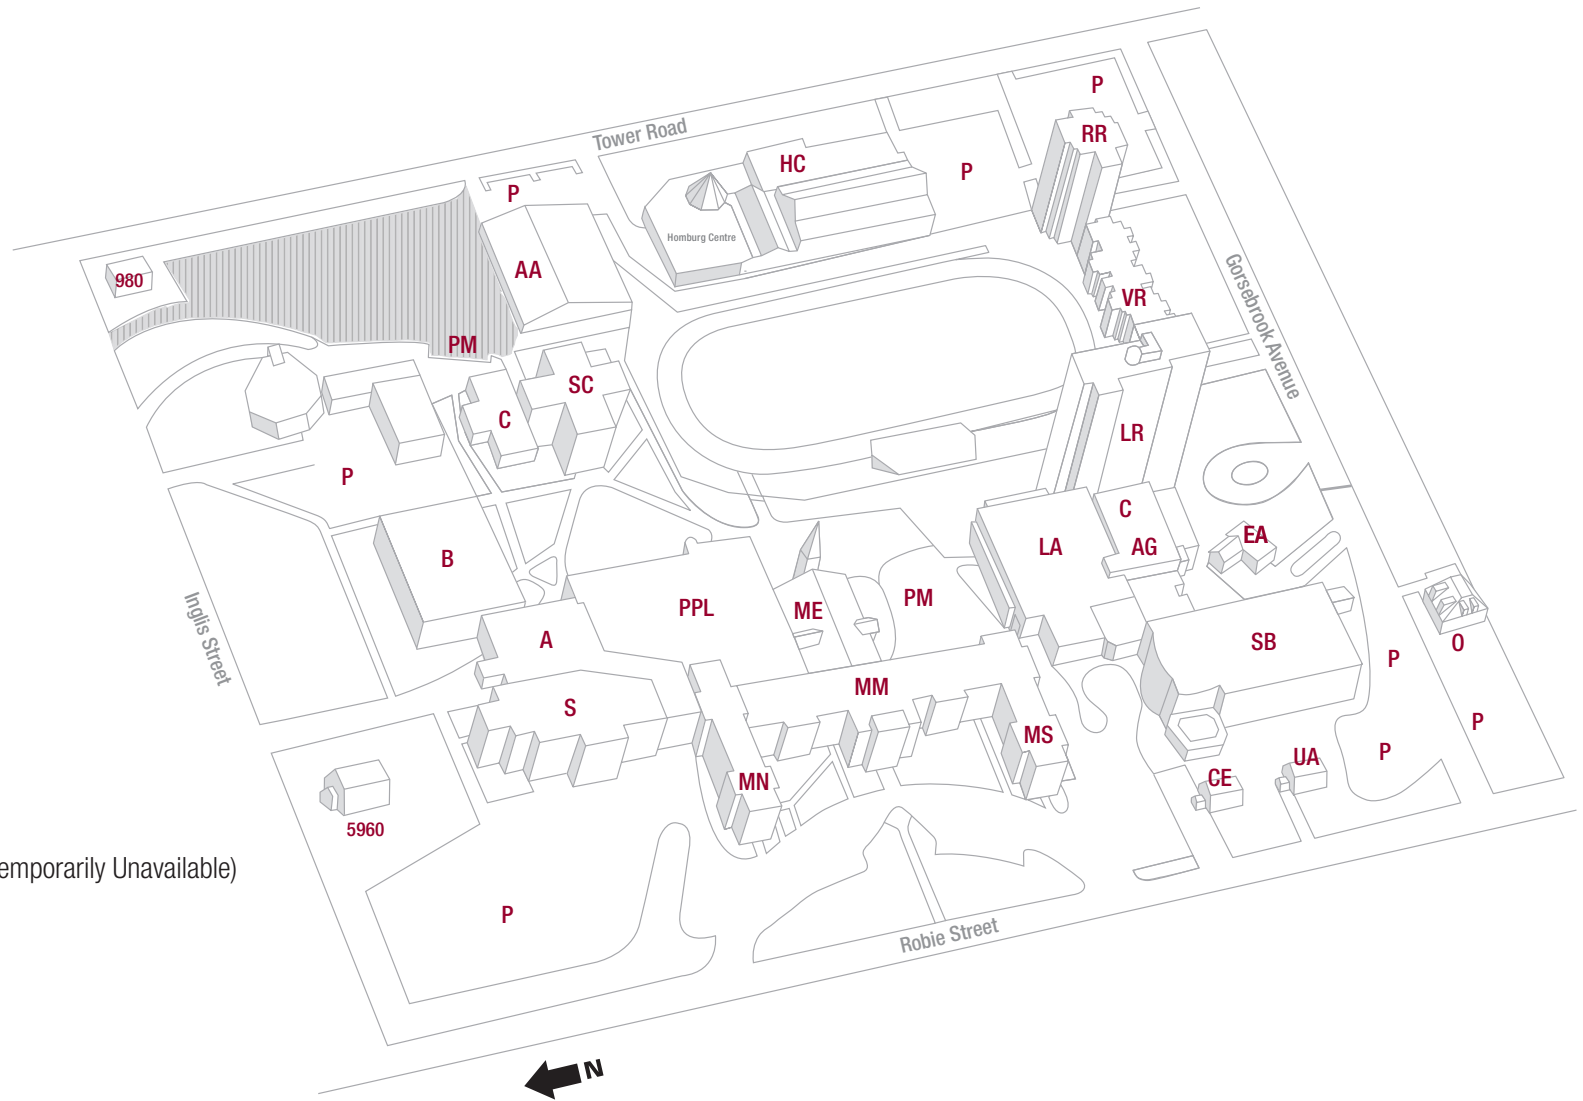 P
RR
Tower Road
HC
P
P
Homburg Centre
AA
980
VR
Gorsebrook Avenue
PM
SC
C
LR
P
C
EA
AG
LA
B
PPL
ME
PM
Inglis Street
A
SB
O
P
MM
S
P
MS
P
UA
CE
MN
5960
emporarily Unavailable)
P
Robie Street
N